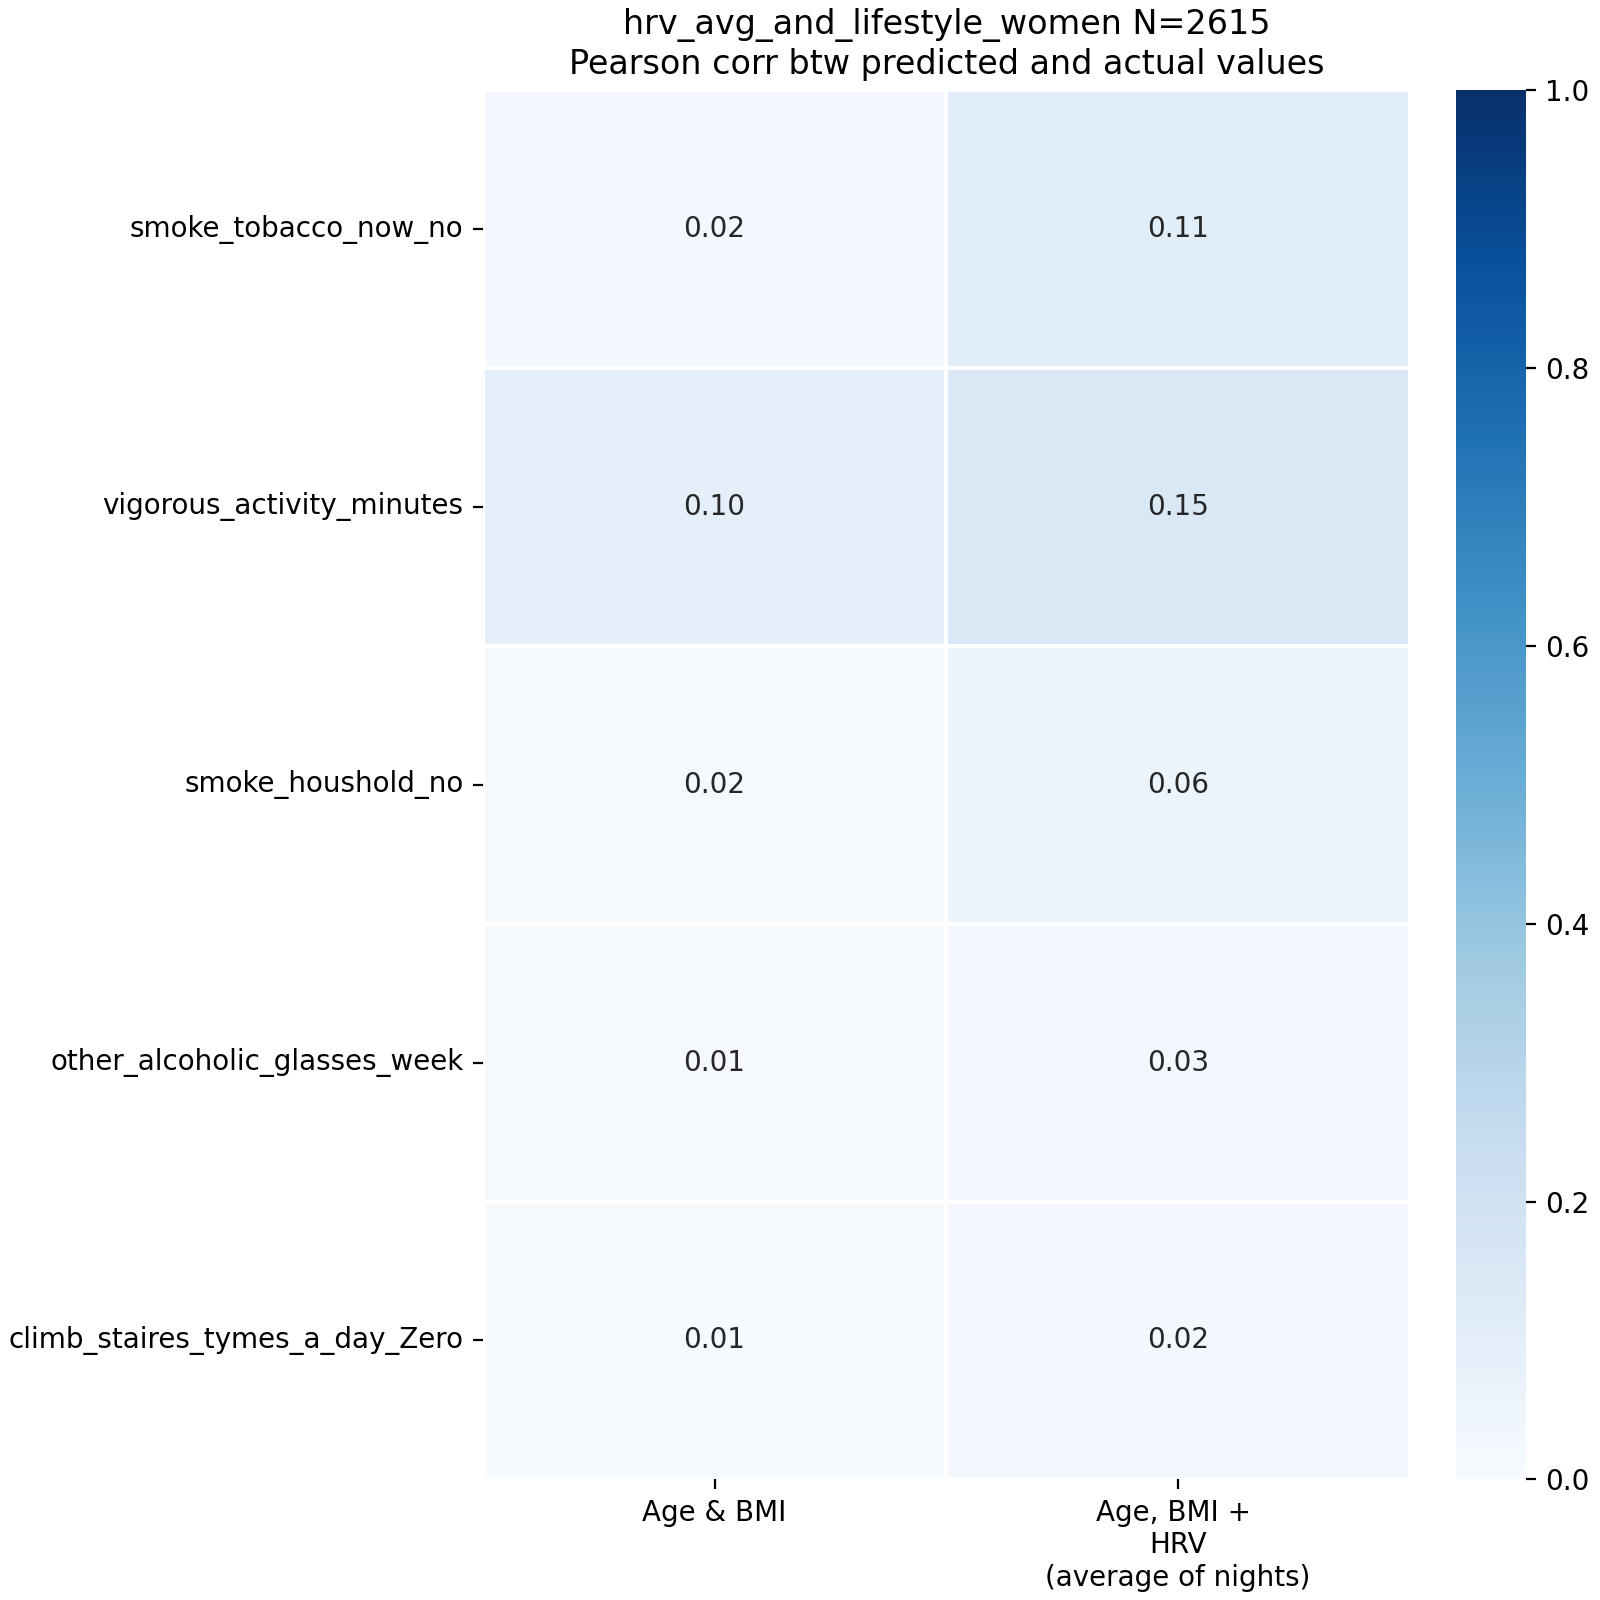 hrv_avg_and_lifestyle_women N=2615
Pearson corr btw predicted and actual values
smoke_tobacco_now_no
0.02
0.11
vigorous_activity_minutes
0.10
0.15
smoke_houshold_no
0.02
0.06
other_alcoholic_glasses_week
0.01
0.03
climb_staires_tymes_a_day_Zero
0.01
0.02
Age & BMI
Age, BMI +
HRV
(average of nights)
1.0
0.8
0.6
0.4
0.2
0.0